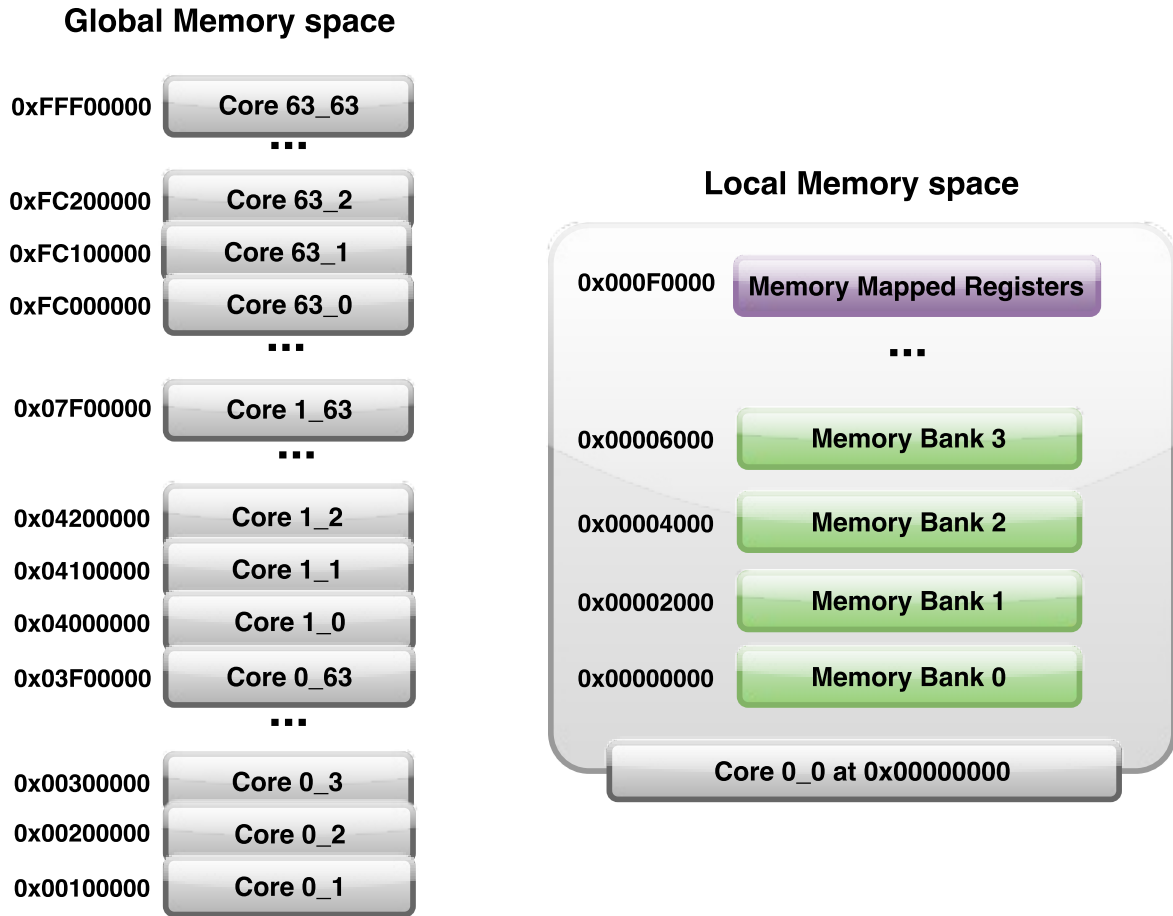 Global Memory space
0xFFF00000 Core 63_63
...
0xFC200000 Core 63_2
0xFC100000 Core 63_1
0xFC000000 Core 63_0
...
0x07F00000 Core 1_63
...
0x04200000 Core 1_2
0x04100000 Core 1_1
0x04000000 Core 1_0
0x03F00000 Core 0_63
...
0x00300000 Core 0_3
0x00200000 Core 0_2
0x00100000 Core 0_1
Local Memory space
0x000F0000 Memory Mapped Registers
...
0x00006000 Memory Bank 3
0x00004000 Memory Bank 2
0x00002000 Memory Bank 1
0x00000000 Memory Bank 0
Core 0_0 at 0x00000000